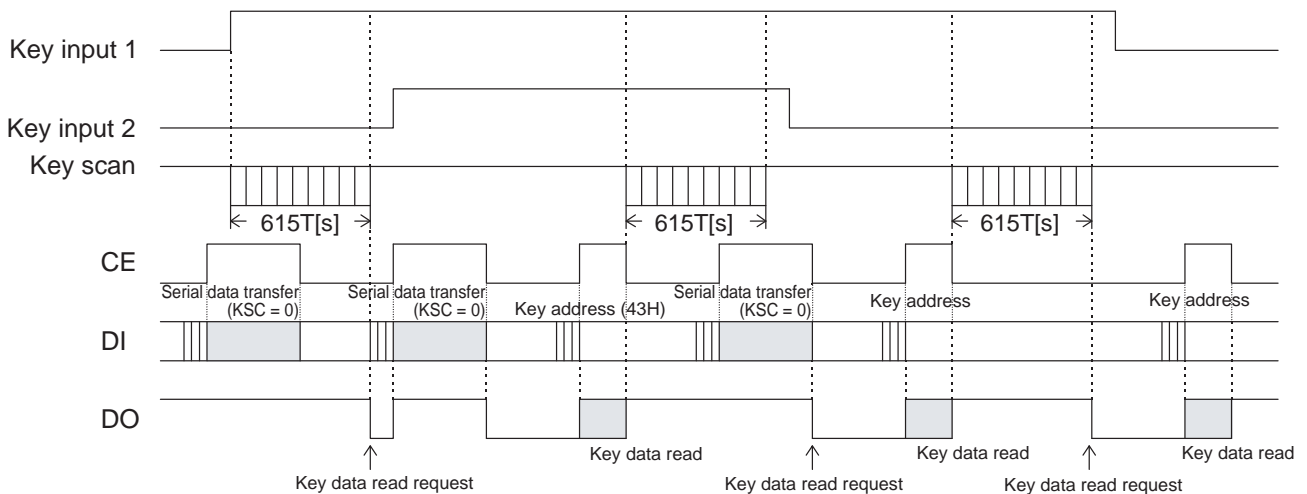 Key input 1
Key input 2
Key scan
615T[s] 615T[s] 615T[s]
CE
Serial data transfer (KSC = 0)
Serial data transfer (KSC = 0)
Key address (43H)
Serial data transfer (KSC = 0)
Key address
Key address
DI
DO
Key data read Key data read Key data read
Key data read request Key data read request Key data read request